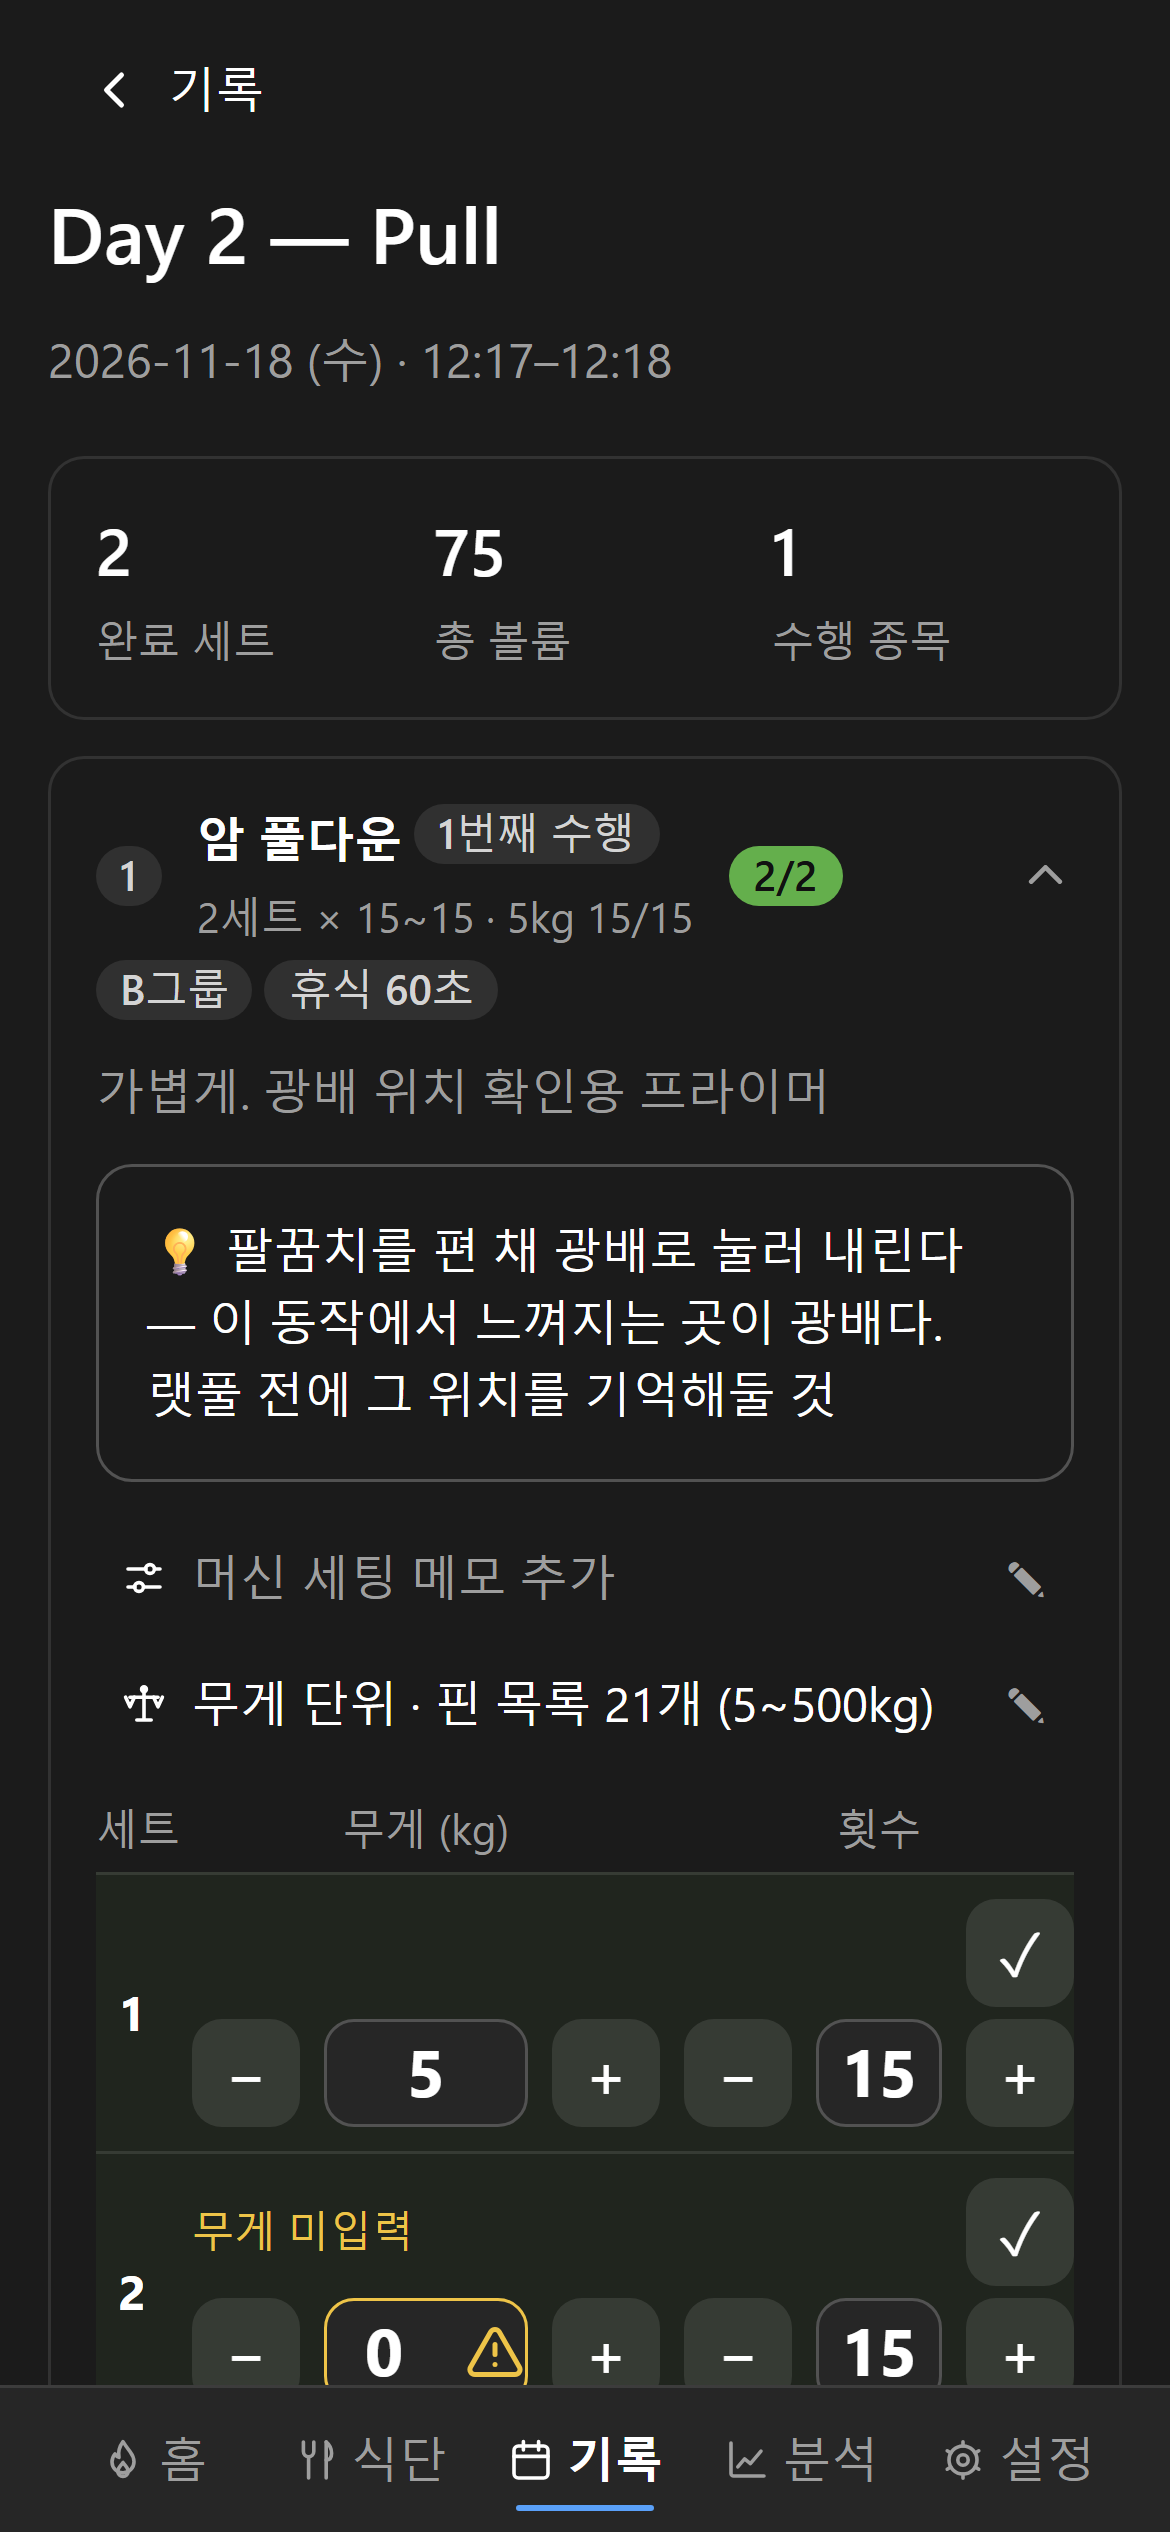 기록
Day 2 — Pull
2026-11-18 (수) · 12:17–12:18
2 75 1
완료 세트 총 볼륨 수행 종목
1 암 풀다운 1번째 수행 2/2
2세트 × 15~15 · 5kg 15/15
B그룹 휴식 60초
가볍게. 광배 위치 확인용 프라이머
💡 팔꿈치를 편 채 광배로 눌러 내린다
— 이 동작에서 느껴지는 곳이 광배다.
랫풀 전에 그 위치를 기억해둘 것
머신 세팅 메모 추가
무게 단위 · 핀 목록 21개 (5~500kg)
세트 무게 (kg) 횟수
✓
1 − 5 + − 15 +
무게 미입력 ✓
2 − 0 + − 15 +
홈 식단 기록 분석 설정